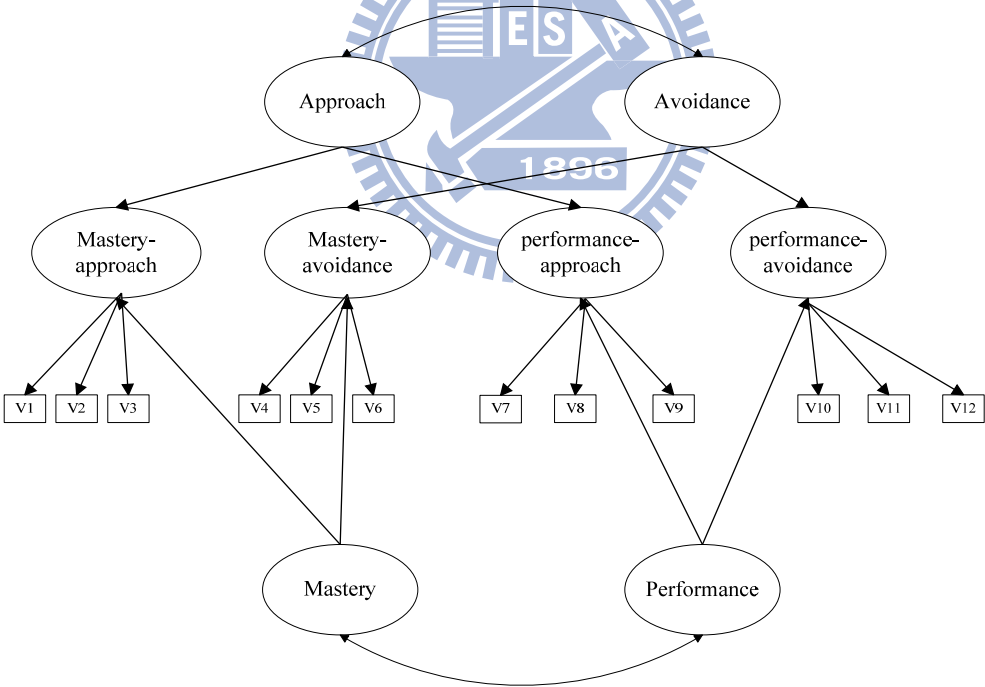 ES
A
Approach
Avoidance
1896
Mastery-
approach
Mastery-
avoidance
performance-
approach
performance-
avoidance
V1
V2
V3
V4
V5
V6
V7
V8
V9
V10
V11
V12
Mastery
Performance